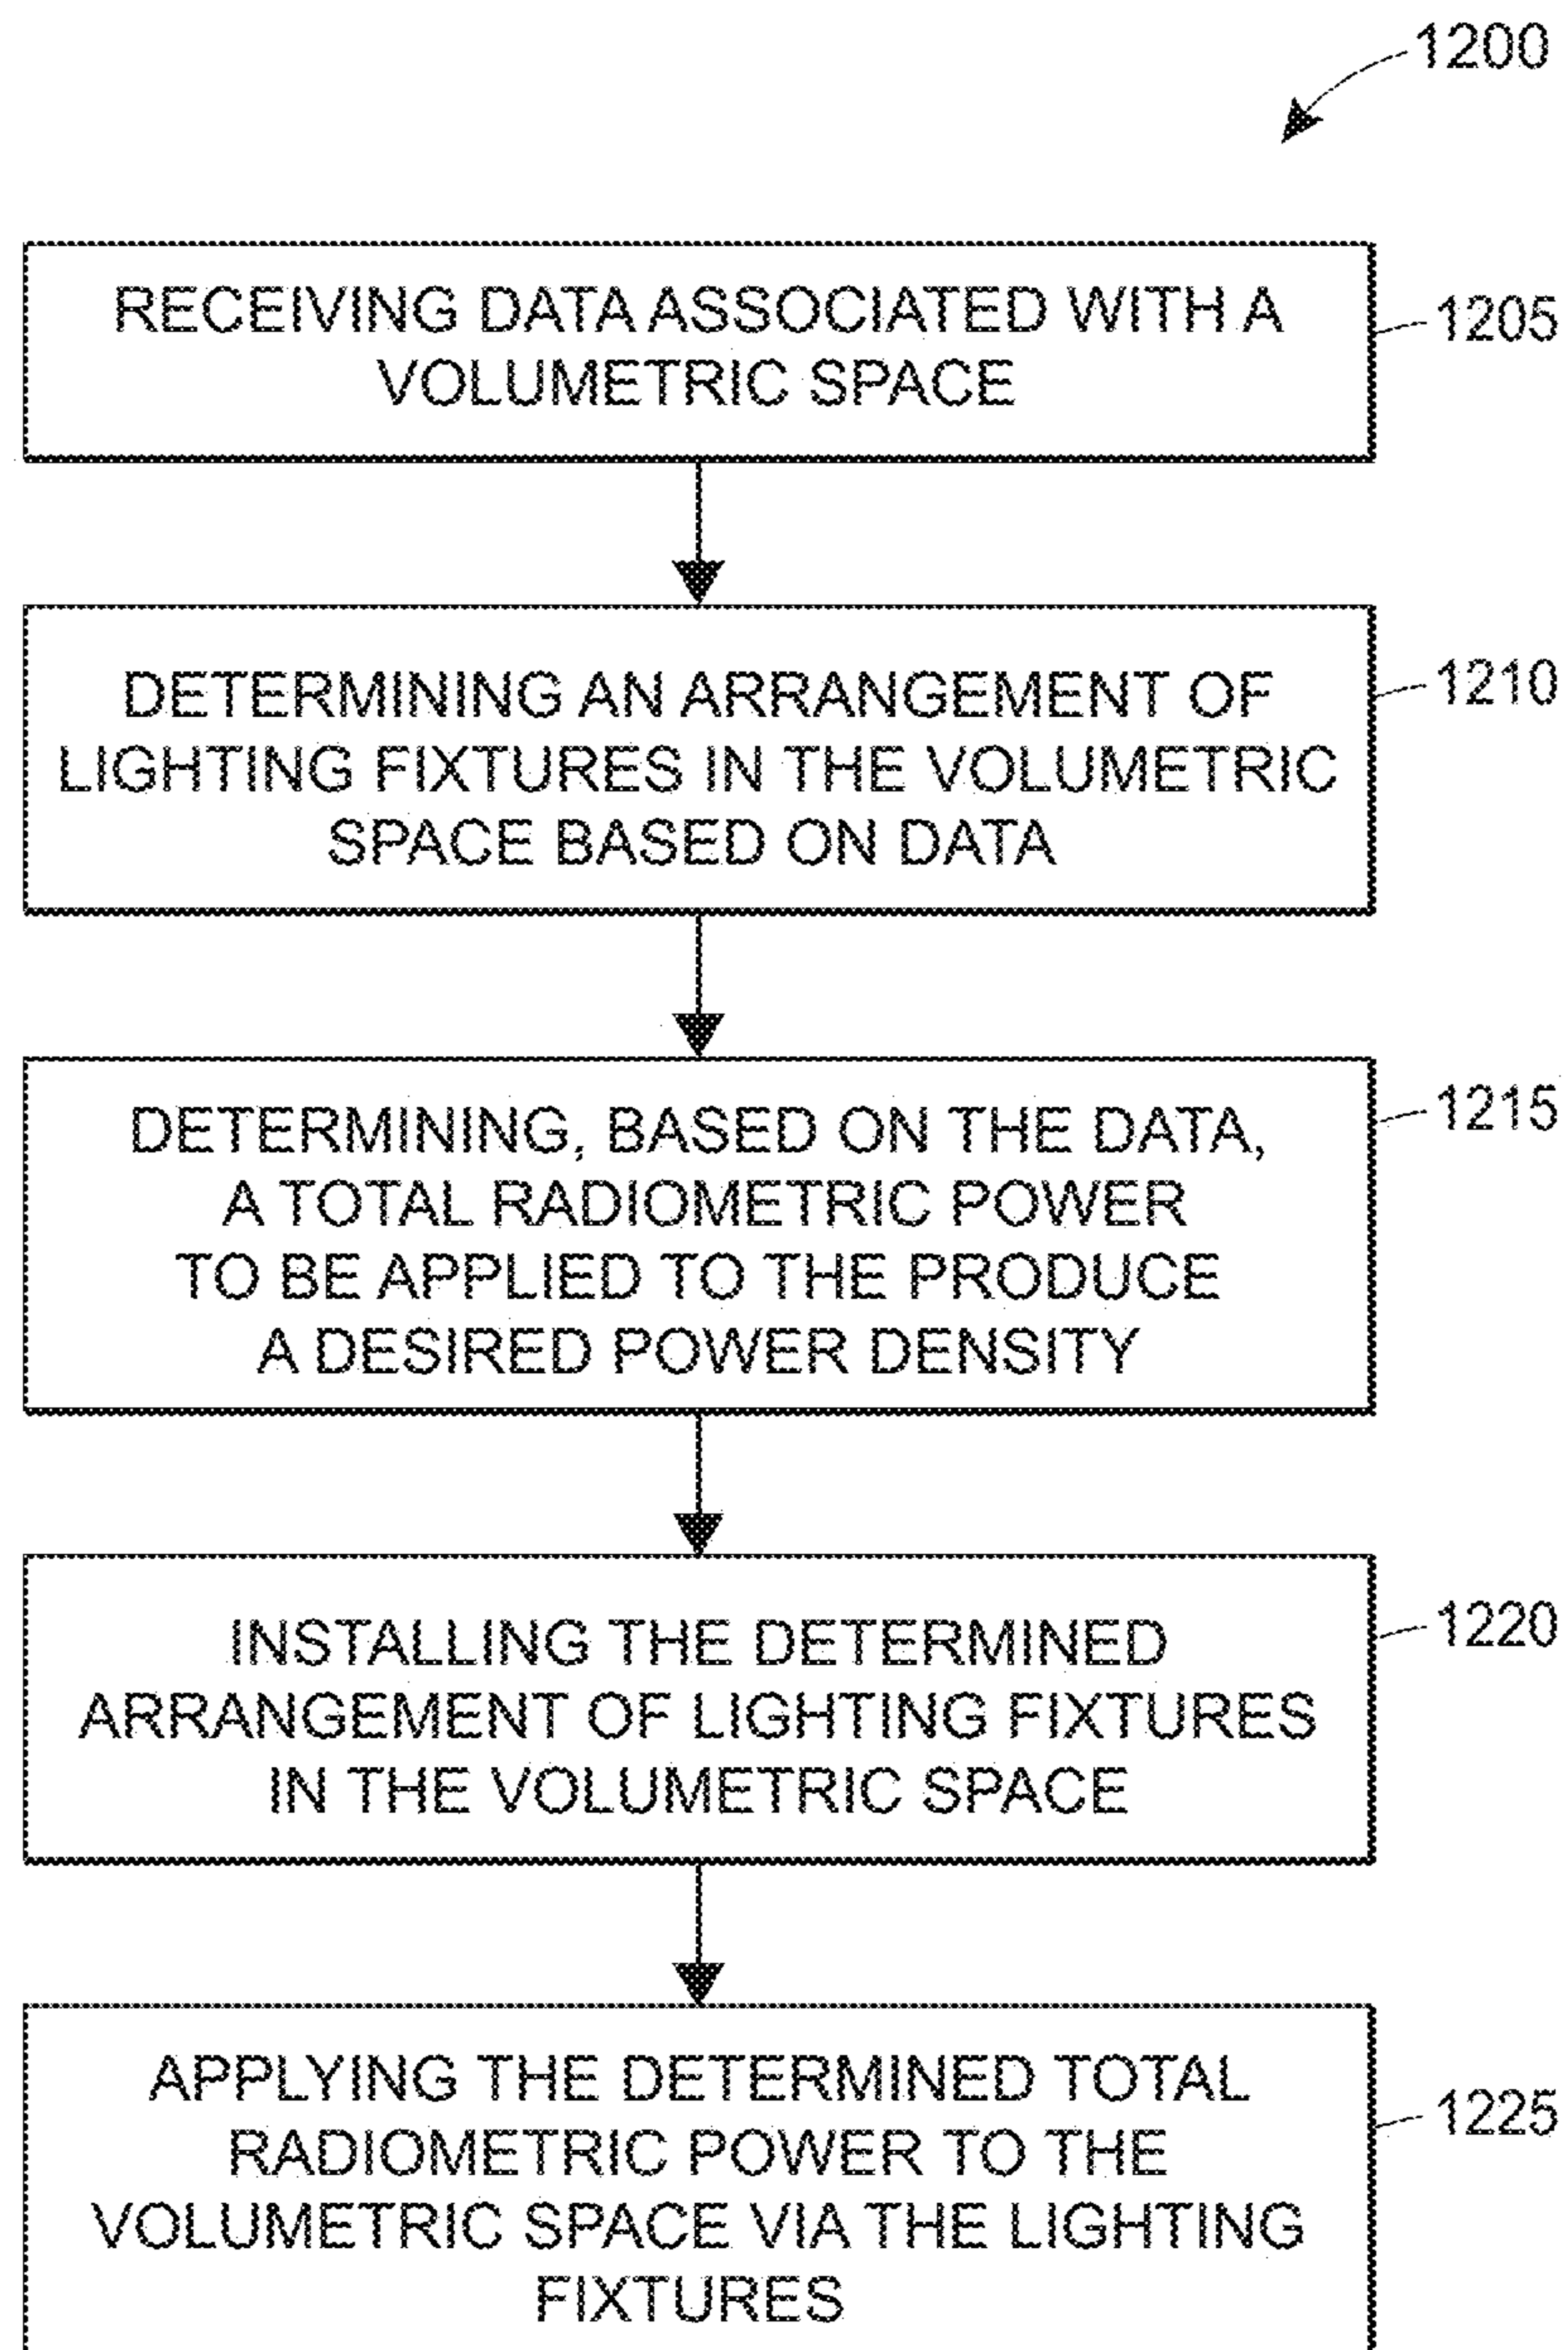 1200
RECEIVING DATA ASSOCIATED WITH A
VOLUMETRIC SPACE
1205
DETERMINING AN ARRANGEMENT OF
LIGHTING FIXTURES IN THE VOLUMETRIC
SPACE BASED ON DATA
1210
DETERMINING, BASED ON THE DATA,
A TOTAL RADIOMETRIC POWER
TO BE APPLIED TO THE PRODUCE
A DESIRED POWER DENSITY
1215
INSTALLING THE DETERMINED
ARRANGEMENT OF LIGHTING FIXTURES
IN THE VOLUMETRIC SPACE
1220
APPLYING THE DETERMINED TOTAL
RADIOMETRIC POWER TO THE
VOLUMETRIC SPACE VIA THE LIGHTING
FIXTURES
1225